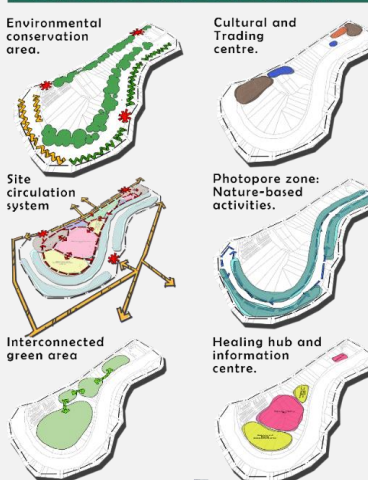 Environmental
conservation
area.
Cultural and
Trading
centre.
Site
circulation
system
Photopore zone:
Nature-based
activities.
Interconnected
green area
Healing hub and
information
centre.